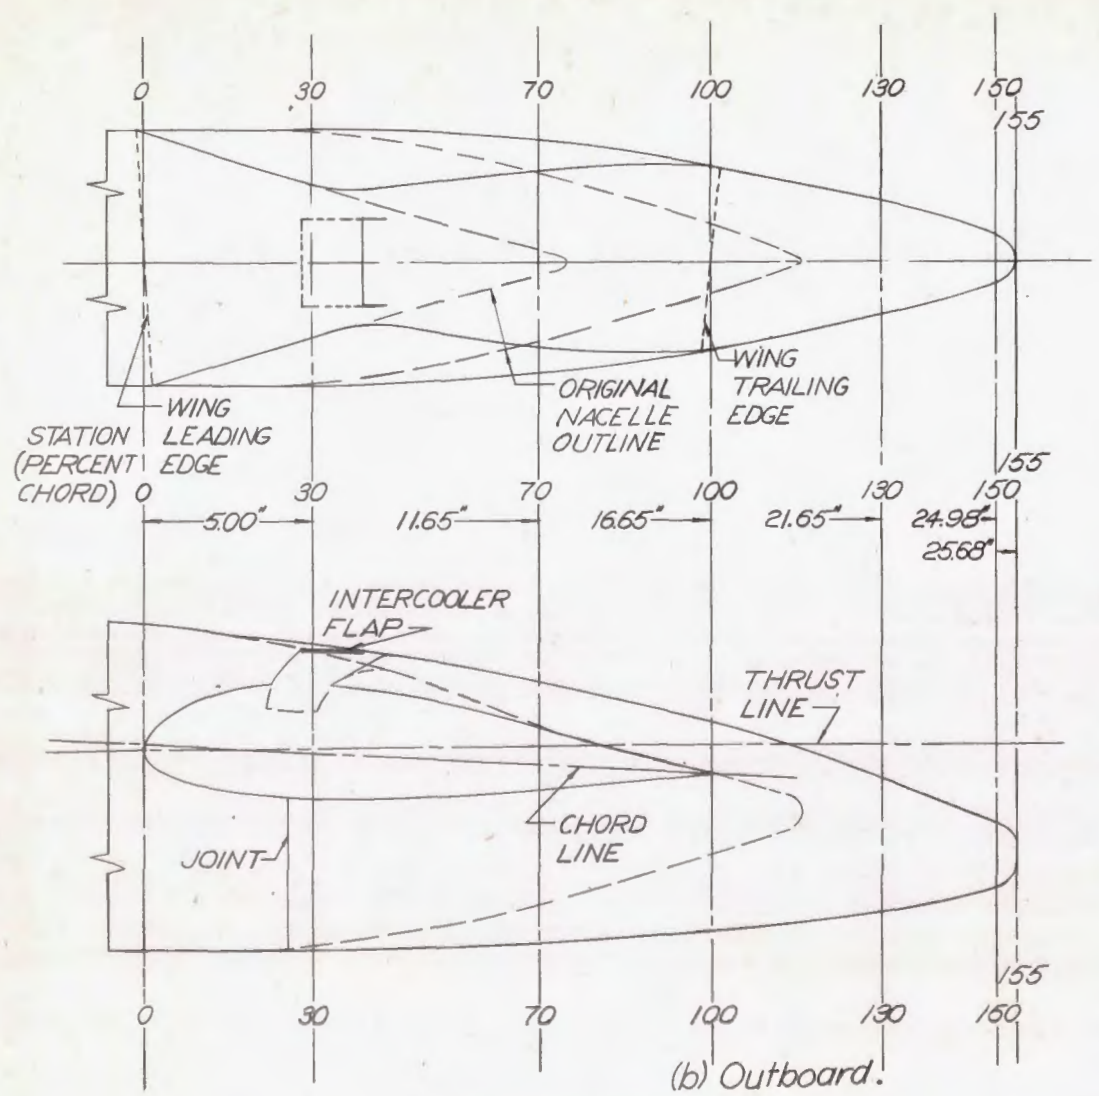 0 30 70 100 130 150
155
WING
TRAILING
EDGE
ORIGINAL
NACELLE
OUTLINE
WING
LEADING
EDGE
STATION
(PERCENT
CHORD)
155
0 30 70 100 130 150
5.00" 11.65" 16.65" 21.65" 24.98"
25.68"
INTERCOOLER
FLAP
THRUST
LINE
CHORD
LINE
JOINT
155
0 30 70 100 130 160
(b) Outboard.